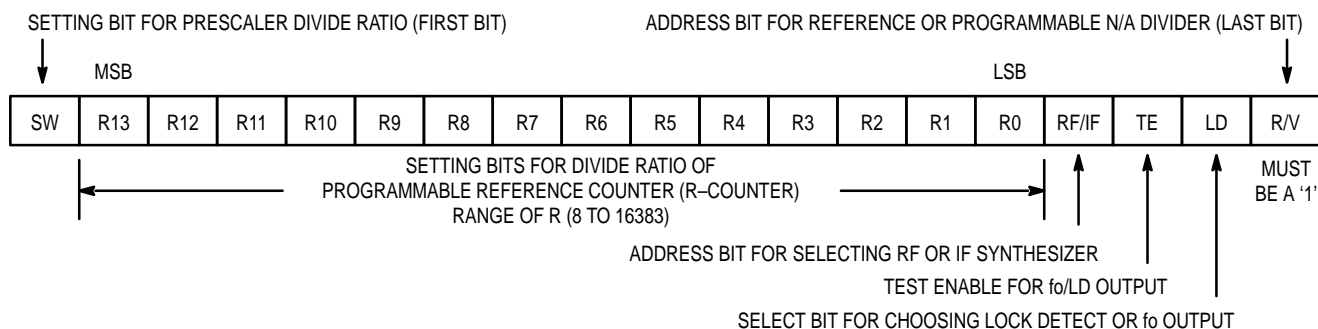 SETTING BIT FOR PRESCALER DIVIDE RATIO (FIRST BIT)
ADDRESS BIT FOR REFERENCE OR PROGRAMMABLE N/A DIVIDER (LAST BIT)
MSB
LSB
SW R13 R12 R11 R10 R9 R8 R7 R6 R5 R4 R3 R2 R1 R0 RF/IF TE LD R/V
SETTING BITS FOR DIVIDE RATIO OF
PROGRAMMABLE REFERENCE COUNTER (R–COUNTER)
RANGE OF R (8 TO 16383)
MUST
BE A ‘1’
ADDRESS BIT FOR SELECTING RF OR IF SYNTHESIZER
TEST ENABLE FOR fo/LD OUTPUT
SELECT BIT FOR CHOOSING LOCK DETECT OR fo OUTPUT